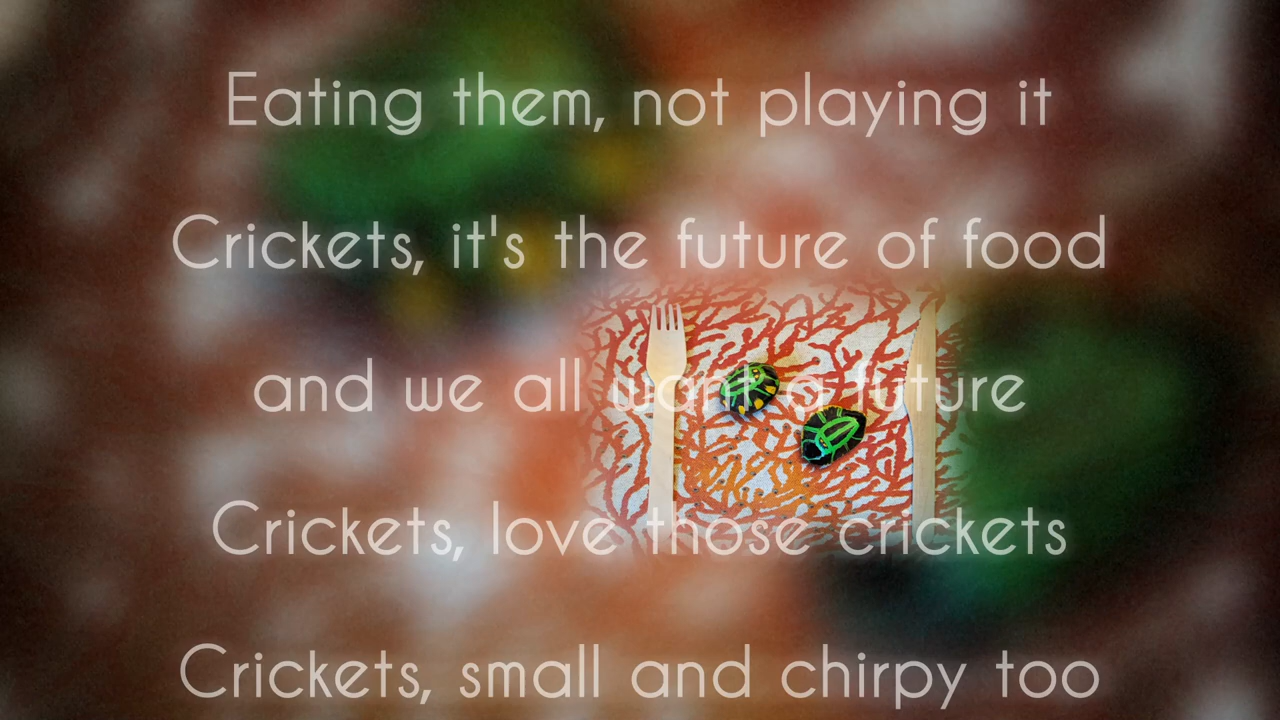 Eating them, not playing it
Crickets, it's the future of food
and we all want a future
Crickets, love those crickets
Crickets, small and chirpy too